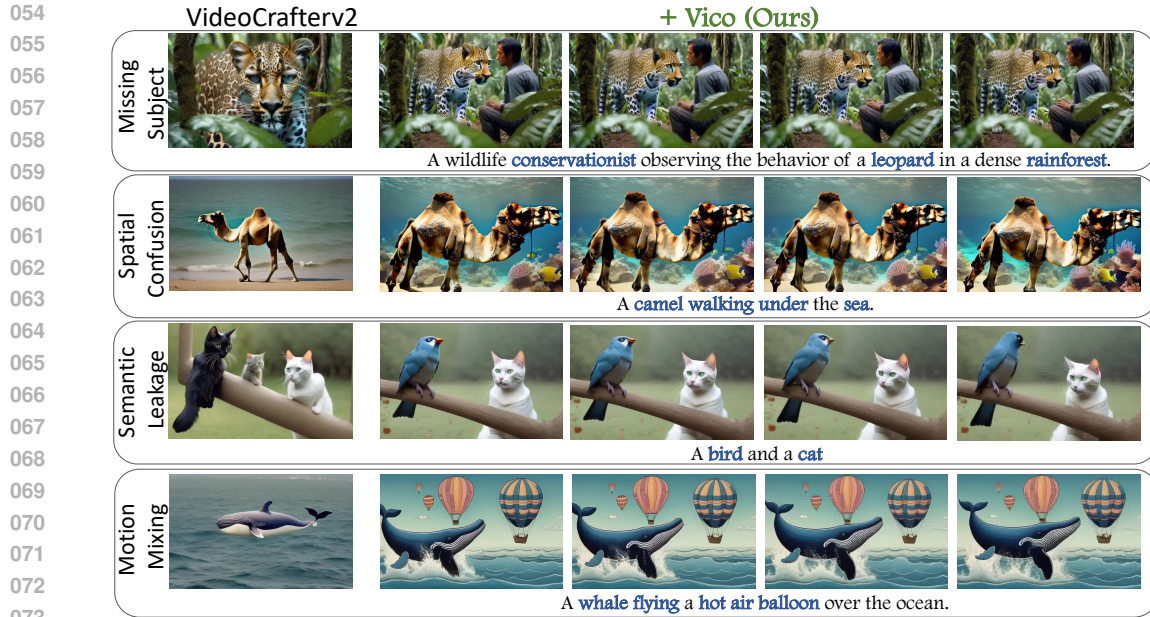 054
VideoCrafterv2
+ Vico (Ours)
055
056
057
058
059
Missing
Subject
A wildlife conservationist observing the behavior of a leopard in a dense rainforest.
060
061
062
063
Spatial
Confusion
A camel walking under the sea.
064
065
066
067
068
Semantic
Leakage
A bird and a cat
069
070
071
072
073
Motion
Mixing
A whale flying a hot air balloon over the ocean.